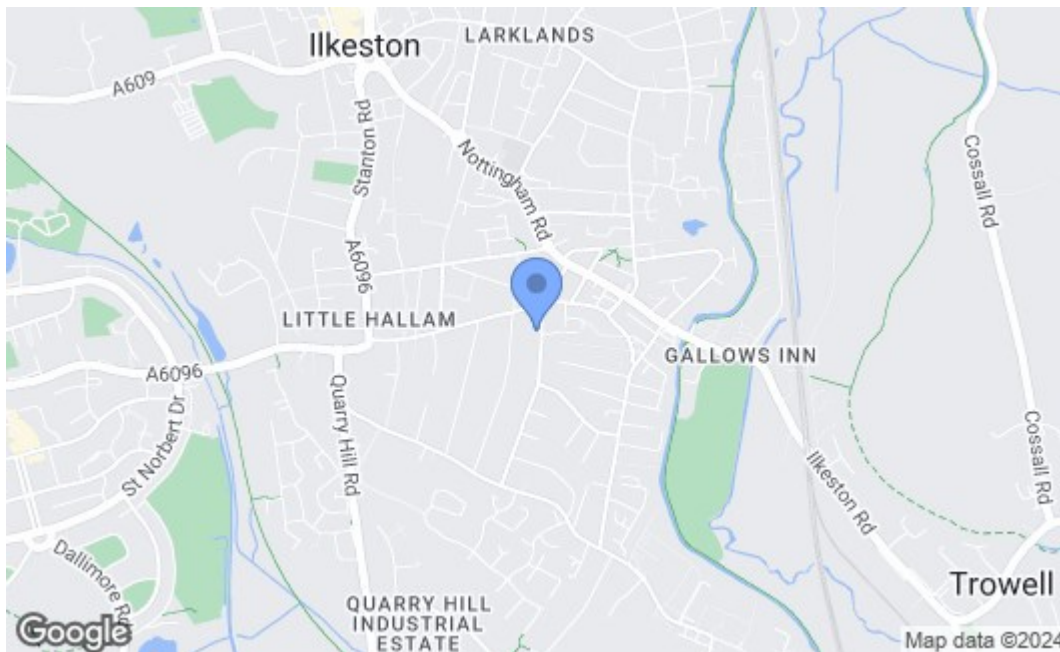 Ilkeston
LARKLANDS
A609
Stanton Rd
Nottingham Rd
Cossall Rd
A6096
LITTLE HALLAM
GALLOWS INN
A6096
Quarry Hill Rd
St Norbert Dr
Cossall Rd
Ilkeston Rd
Dallimore Rd
Trowell
QUARRY HILL
INDUSTRIAL
ESTATE
Google
Map data ©2024